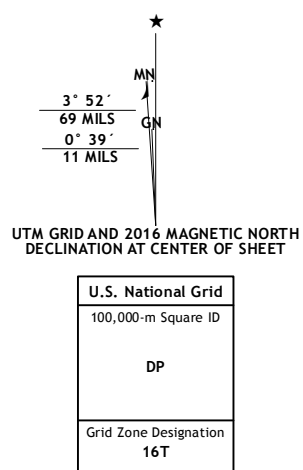 MN
3° 52´
69 MILS
GN
0° 39´
11 MILS
UTM GRID AND 2016 MAGNETIC NORTH
DECLINATION AT CENTER OF SHEET
U.S. National Grid
100,000-m Square ID
DP
Grid Zone Designation
16T